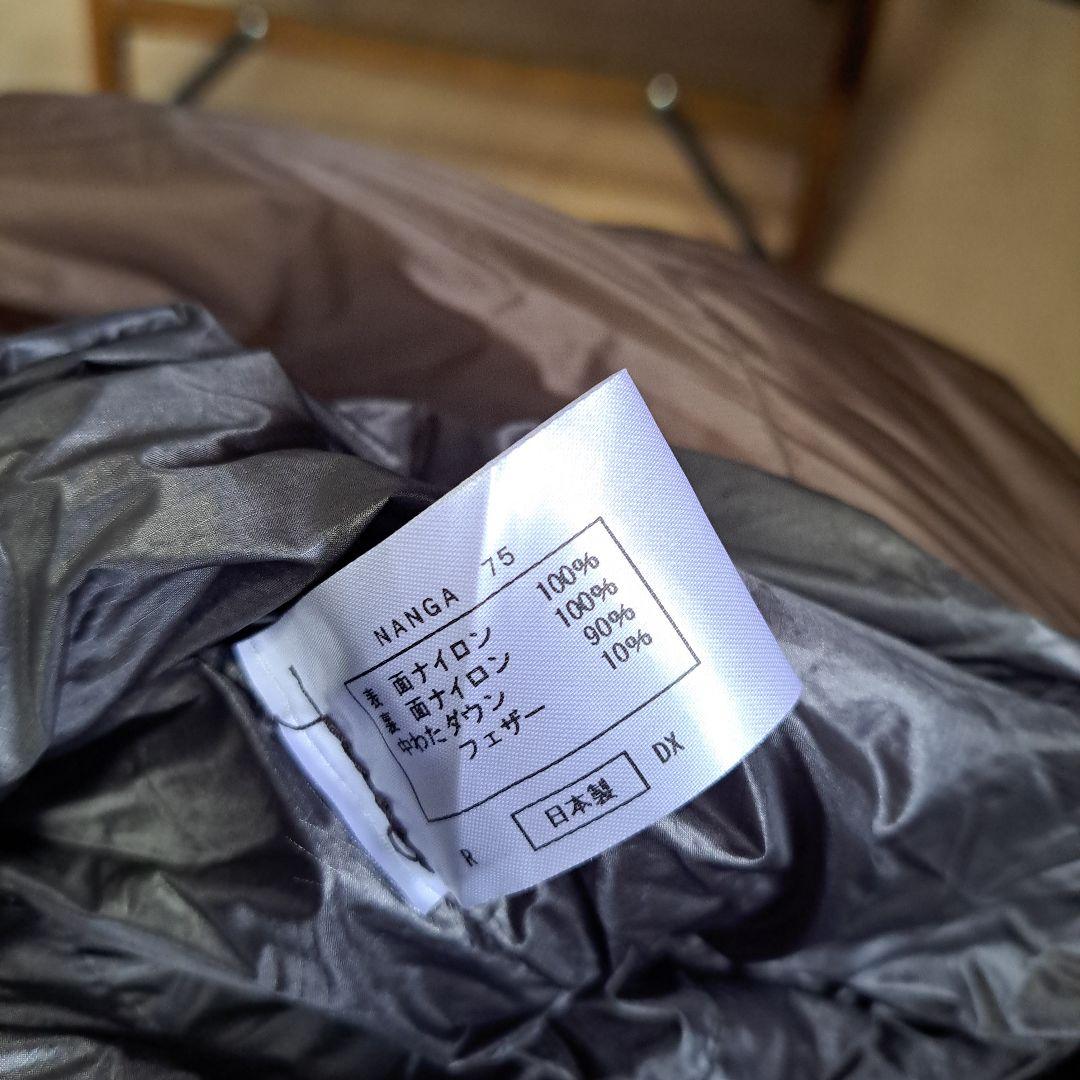 NANGA 75
表面ナイロン 100%
裏面ナイロン 100%
中わたダウン 90%
フェザー 10%
R 日本製 DX